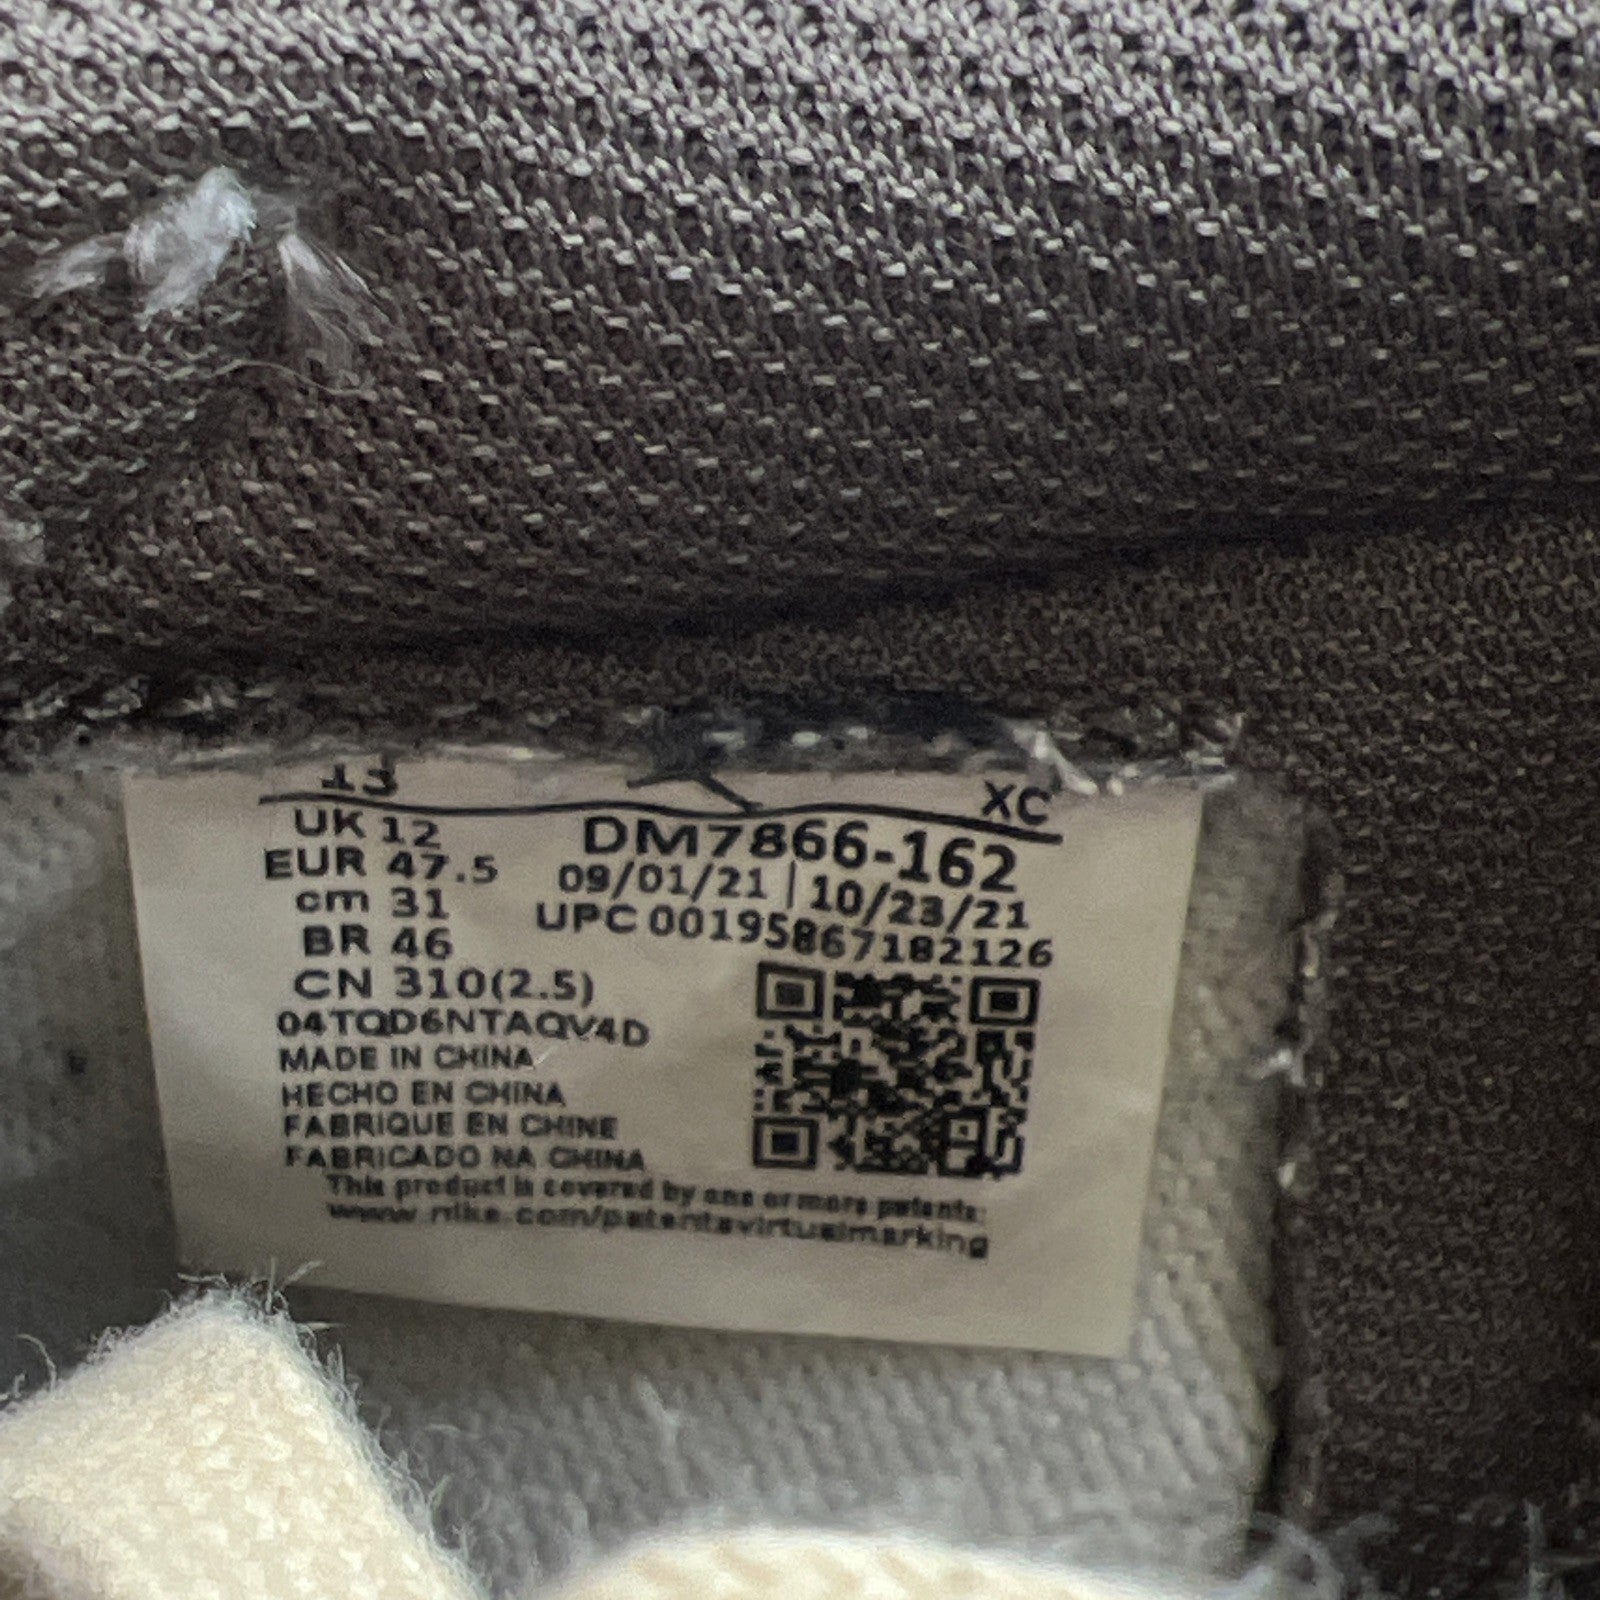 13
XC
UK 12
DM7866-162
EUR 47.5
09/01/21 | 10/23/21
cm 31
UPC 00195867182126
BR 46
CN 310(2.5)
04TQD6NTAQV4D
MADE IN CHINA
HECHO EN CHINA
FABRIQUE EN CHINE
FABRICADO NA CHINA
This product is covered by one or more patents:
www.nike.com/patentsvirtualmarking